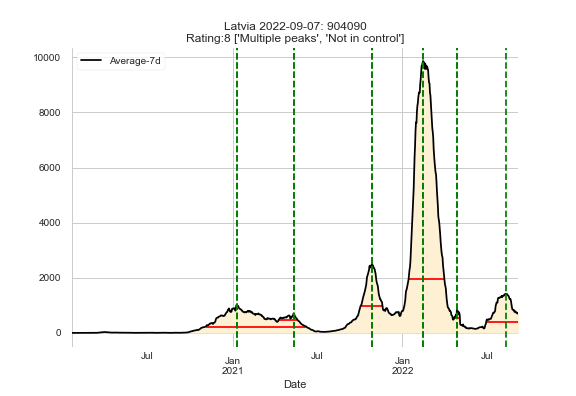 Latvia 2022-09-07: 904090
Rating:8 ['Multiple peaks', 'Not in control']
Average-7d
10000
8000
6000
4000
2000
0
Jul
Jan
2021
Jul
Jan
2022
Jul
Date